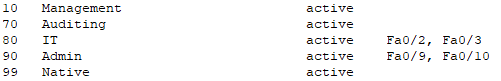 10 Management active
70 Auditing active
80 IT active Fa0/2, Fa0/3
90 Admin active Fa0/9, Fa0/10
99 Native active